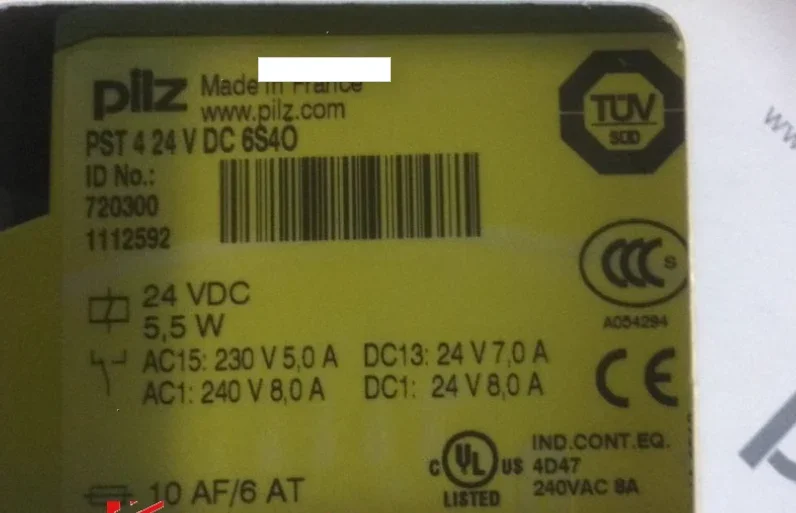 pilz Made in France
www.pilz.com
PST 4 24 V DC 6S4O
ID No.:
720300
1112592
TÜV
SÜD
CCC S
A054294
24 VDC
5,5 W
AC15: 230 V 5,0 A DC13: 24 V 7,0 A
AC1: 240 V 8,0 A DC1: 24 V 8,0 A
CE
10 AF/6 AT
C UL US
LISTED
IND.CONT.EQ.
4D47
240VAC 8A